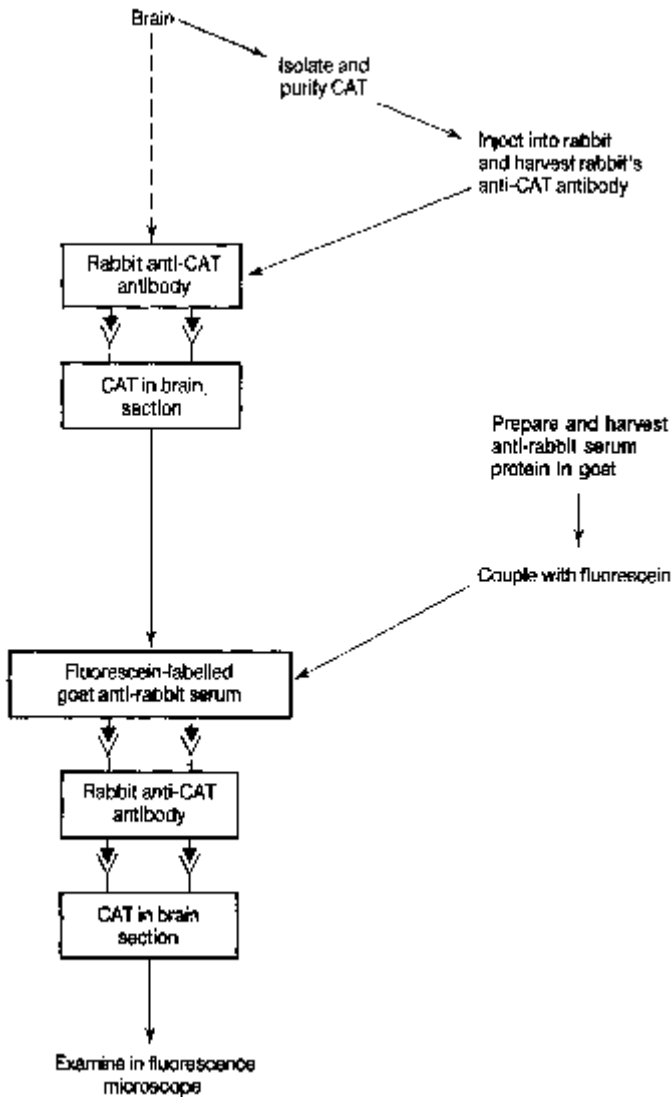 Brain
Isolate and
purify CAT
Inject into rabbit
and harvest rabbit's
anti-CAT antibody
Rabbit anti-CAT
antibody
CAT in brain
section
Prepare and harvest
anti-rabbit serum
protein in goat
Couple with fluorescein
Fluorescein-labelled
goat anti-rabbit serum
Rabbit anti-CAT
antibody
CAT in brain
section
Examine in fluorescence
microscope